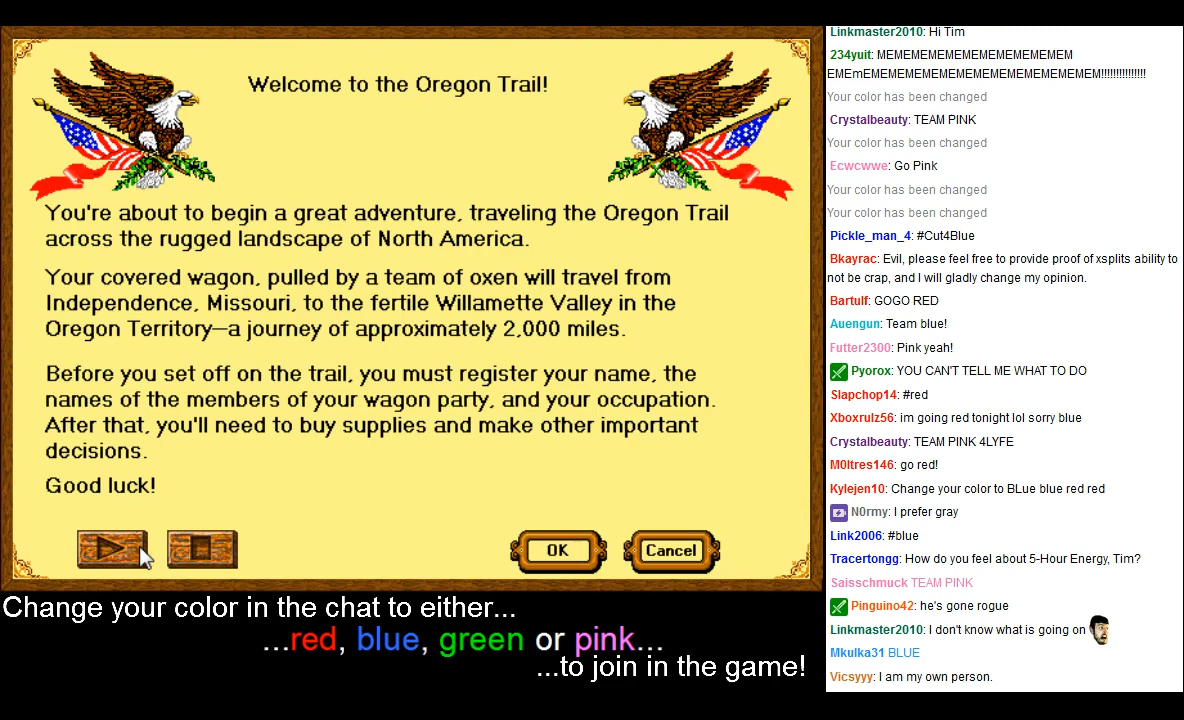 Welcome to the Oregon Trail!
You're about to begin a great adventure, traveling the Oregon Trail
across the rugged landscape of North America.
Your covered wagon, pulled by a team of oxen will travel from
Independence, Missouri, to the fertile Willamette Valley in the
Oregon Territory—a journey of approximately 2,000 miles.
Before you set off on the trail, you must register your name, the
names of the members of your wagon party, and your occupation.
After that, you'll need to buy supplies and make other important
decisions.
Good luck!
OK
Cancel
Change your color in the chat to either...
...red, blue, green or pink...
...to join in the game!
Linkmaster2010: Hi Tim
234yuit: MEMEMEMEMEMEMEMEMEMEMEM
EMEmEMEMEMEMEMEMEMEMEMEMEMEMEMEM!!!!!!!!!!!!!!!
Your color has been changed
Crystalbeauty: TEAM PINK
Your color has been changed
Ecwcwwe: Go Pink
Your color has been changed
Your color has been changed
Pickle_man_4: #Cut4Blue
Bkayrac: Evil, please feel free to provide proof of xsplits ability to
not be crap, and I will gladly change my opinion.
Bartulf: GOGO RED
Auengun: Team blue!
Futter2300: Pink yeah!
Pyorox: YOU CAN'T TELL ME WHAT TO DO
Slapchop14: #red
Xboxrulz56: im going red tonight lol sorry blue
Crystalbeauty: TEAM PINK 4LYFE
M0ltres146: go red!
Kylejen10: Change your color to BLue blue red red
N0rmy: I prefer gray
Link2006: #blue
Tracertongg: How do you feel about 5-Hour Energy, Tim?
Saisschmuck TEAM PINK
Pinguino42: he's gone rogue
Linkmaster2010: I don't know what is going on
Mkulka31 BLUE
Vicsyyy: I am my own person.